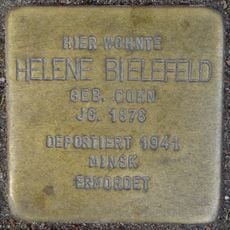 HIER WOHNTE
HELENE BIELEFELD
GEB. COHN
JG. 1878
DEPORTIERT 1941
MINSK
ERMORDET